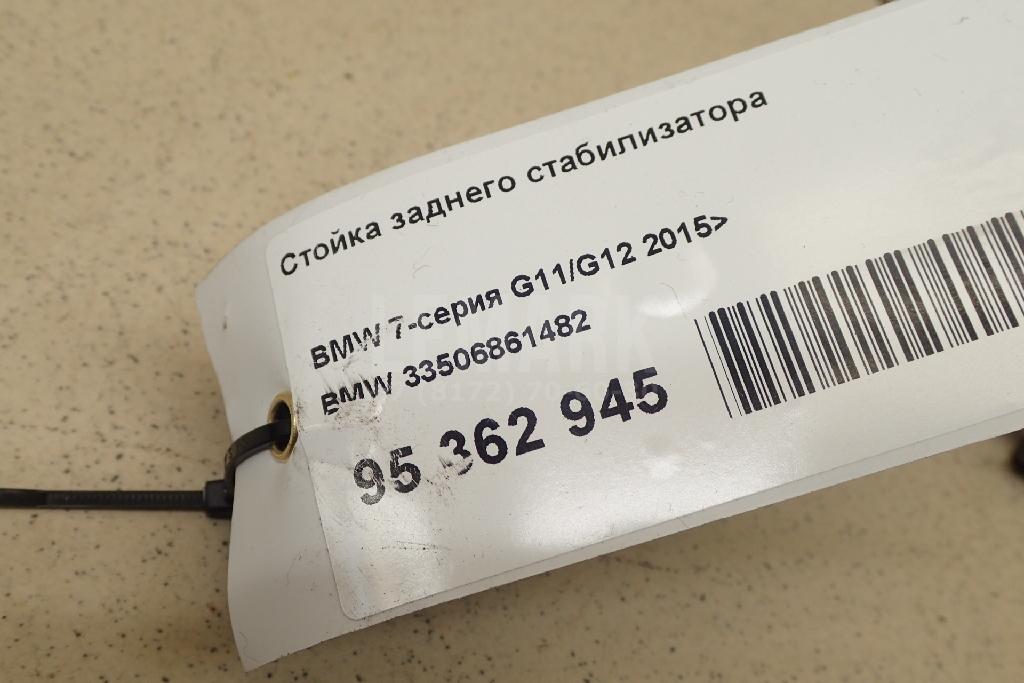 Стойка заднего стабилизатора
BMW 7-серия G11/G12 2015>
BMW 33506861482
95 362 945